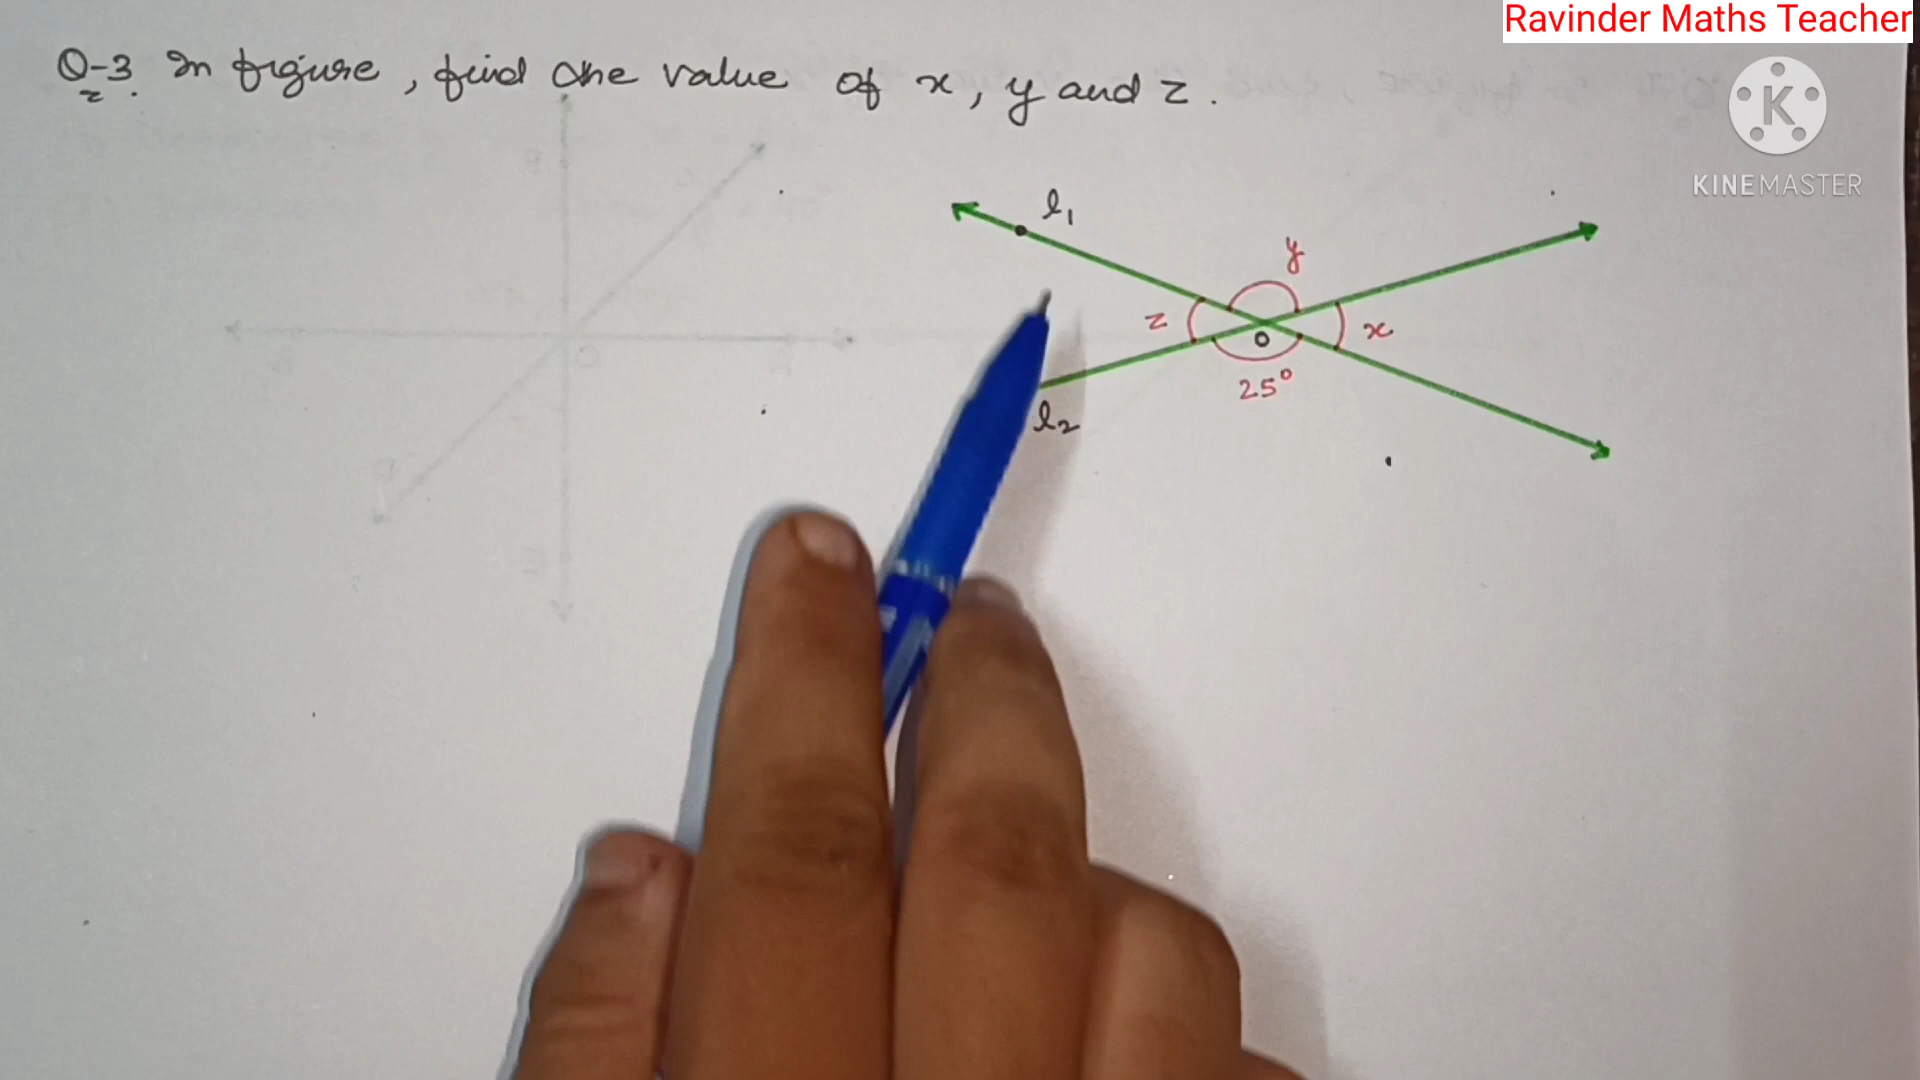 Ravinder Maths Teacher
Q-3. In figure, find the value of x, y and z.
K
KINEMASTER
l1
y
z
x
O
25°
l2